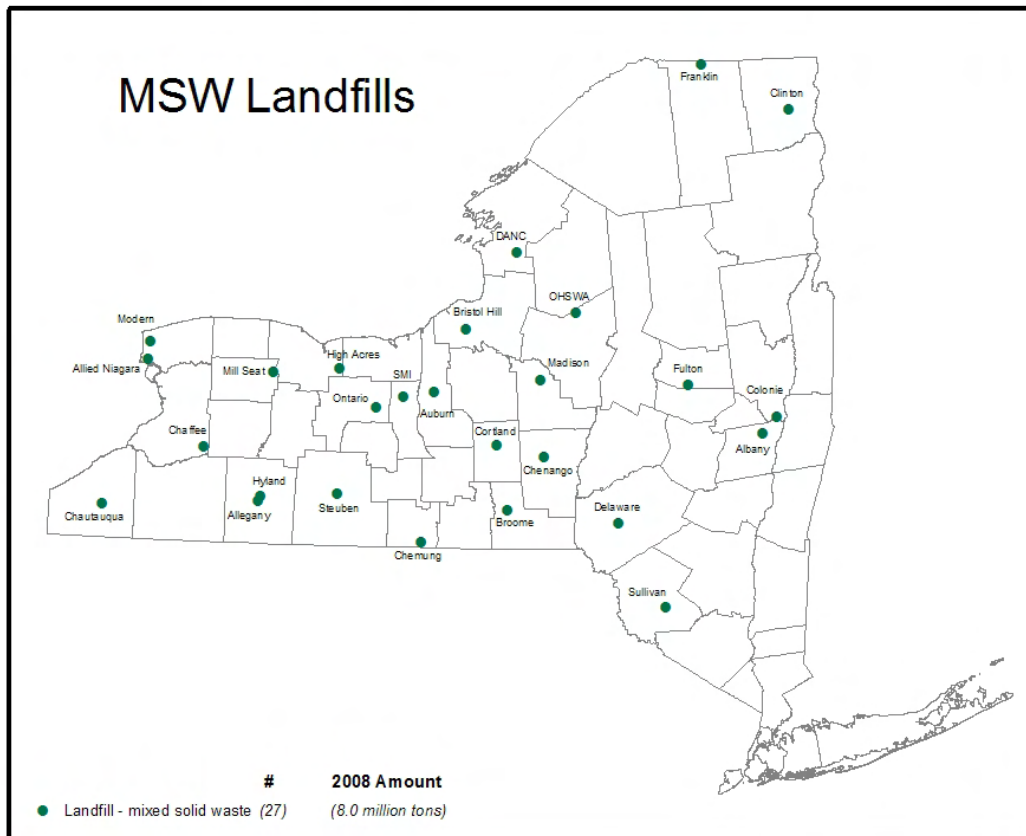 MSW Landfills
Franklin
Clinton
DANC
OHSWA
Bristol Hill
Modern
Allied Niagara
High Acres
Mill Seat
SMI
Madison
Fulton
Ontario
Auburn
Colonie
Chaffee
Cortland
Albany
Chenango
Hyland
Allegany
Steuben
Chautauqua
Broome
Delaware
Chemung
Sullivan
# 2008 Amount
Landfill - mixed solid waste (27) (8.0 million tons)